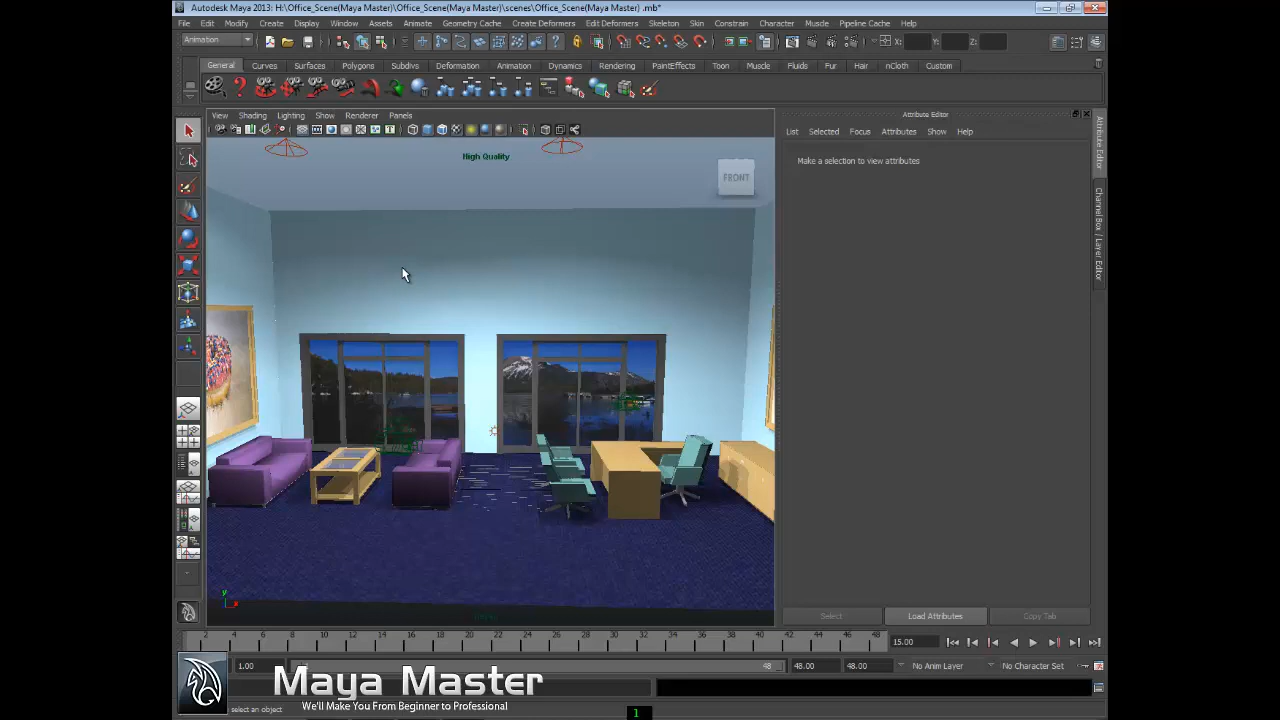 Autodesk Maya 2013: H:\Office_Scene(Maya Master)\Office_Scene(Maya Master)\scenes\Office_Scene(Maya Master) .mb*
File Edit Modify Create Display Window Assets Animate Geometry Cache Create Deformers Edit Deformers Skeleton Skin Constrain Character Muscle Pipeline Cache Help
Animation X: Y: Z:
General Curves Surfaces Polygons Subdivs Deformation Animation Dynamics Rendering PaintEffects Toon Muscle Fluids Fur Hair nCloth Custom
View Shading Lighting Show Renderer Panels
High Quality
FRONT
y
x
Attribute Editor
List Selected Focus Attributes Show Help
Make a selection to view attributes
Select Load Attributes Copy Tab
Attribute Editor
Channel Box / Layer Editor
2 4 6 8 10 12 14 16 18 20 22 24 26 28 30 32 34 36 38 40 42 44 46 48 15.00
1.00 48 48.00 48.00 No Anim Layer No Character Set
Maya Master
We'll Make You From Beginner to Professional
select an object
1